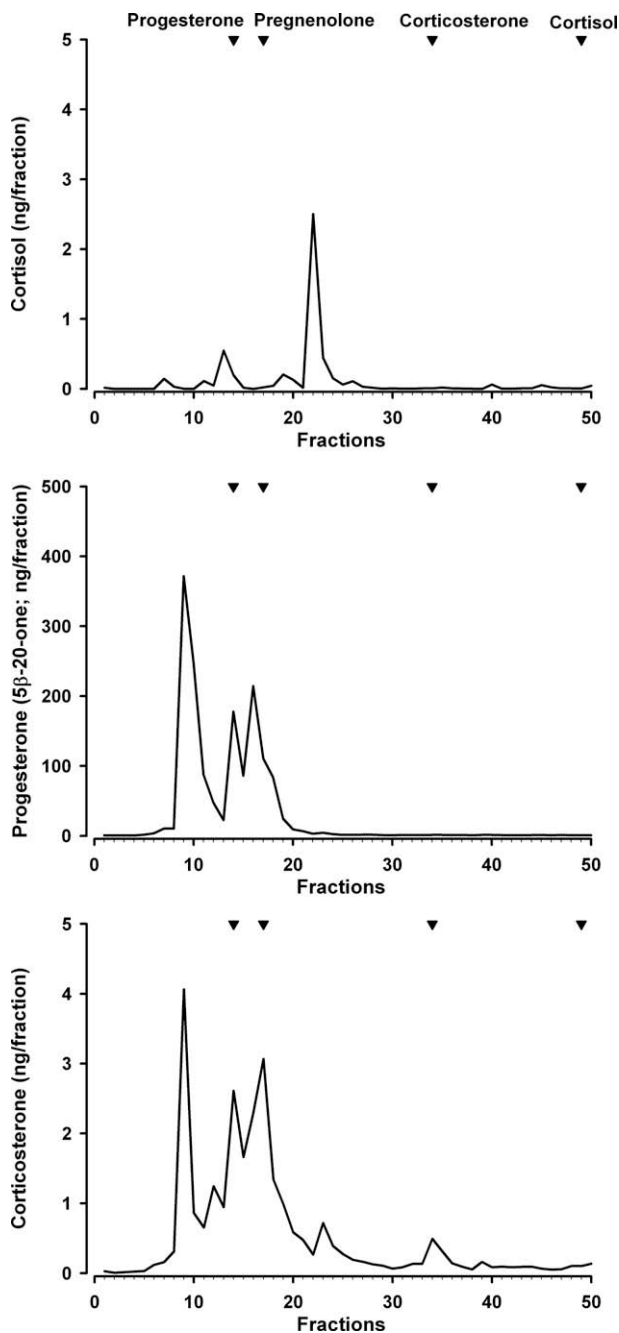 Progesterone Pregnenolone Corticosterone Cortisol
Cortisol (ng/fraction)
5
4
3
2
1
0
0 10 20 30 40 50
Fractions
Progesterone (5β-20-one; ng/fraction)
500
400
300
200
100
0
0 10 20 30 40 50
Fractions
Corticosterone (ng/fraction)
5
4
3
2
1
0
0 10 20 30 40 50
Fractions